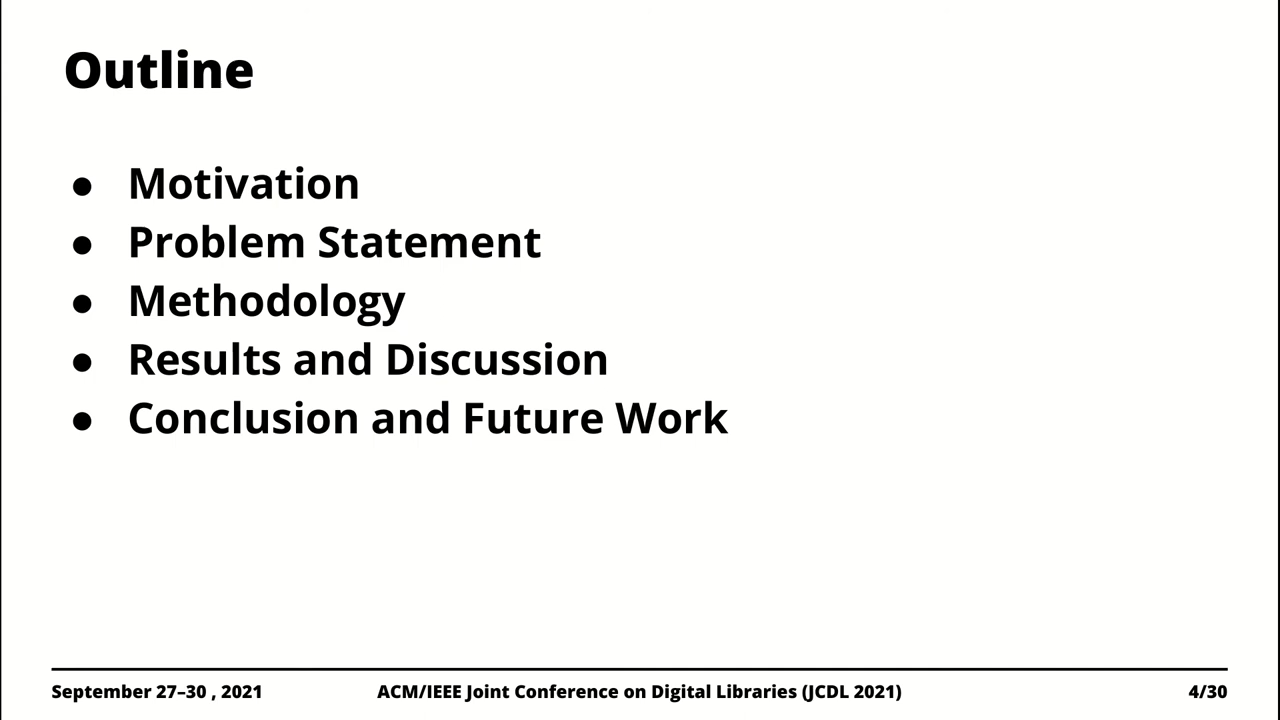 Outline
● Motivation
● Problem Statement
● Methodology
● Results and Discussion
● Conclusion and Future Work
September 27–30 , 2021 ACM/IEEE Joint Conference on Digital Libraries (JCDL 2021) 4/30